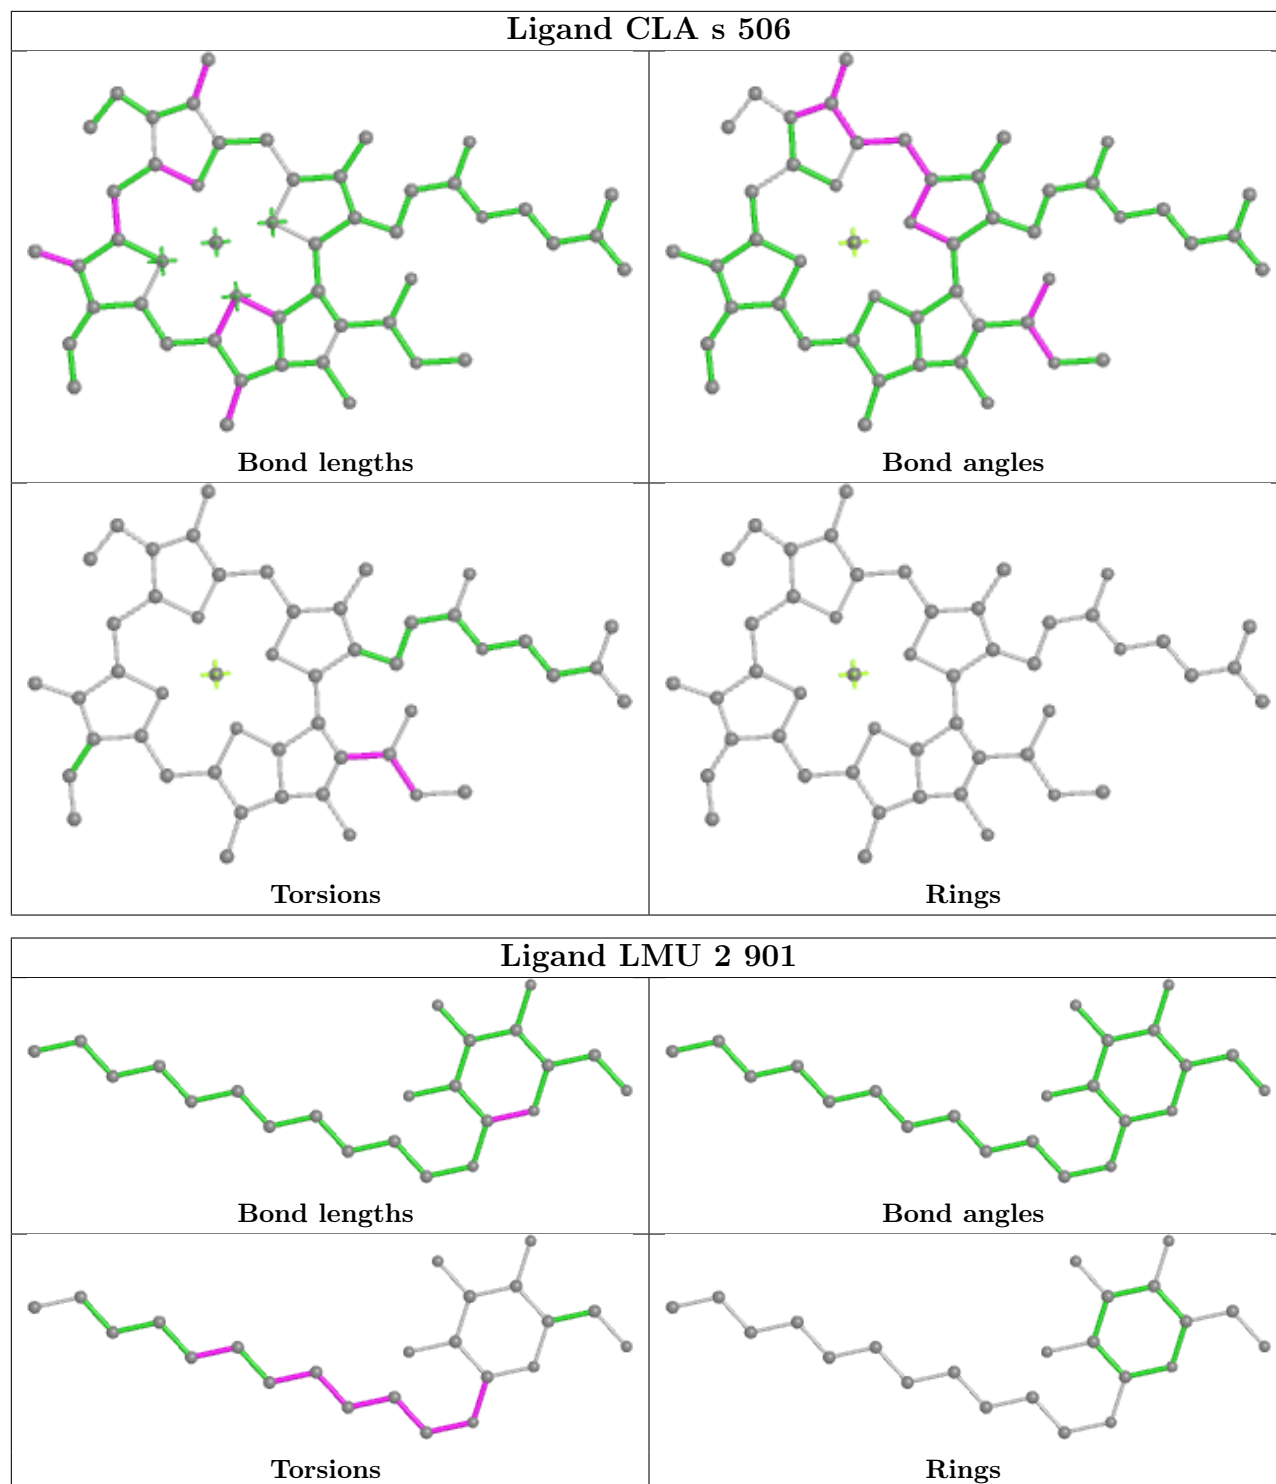 Ligand CLA s 506
Bond lengths
Bond angles
Torsions
Rings
Ligand LMU 2 901
Bond lengths
Bond angles
Torsions
Rings